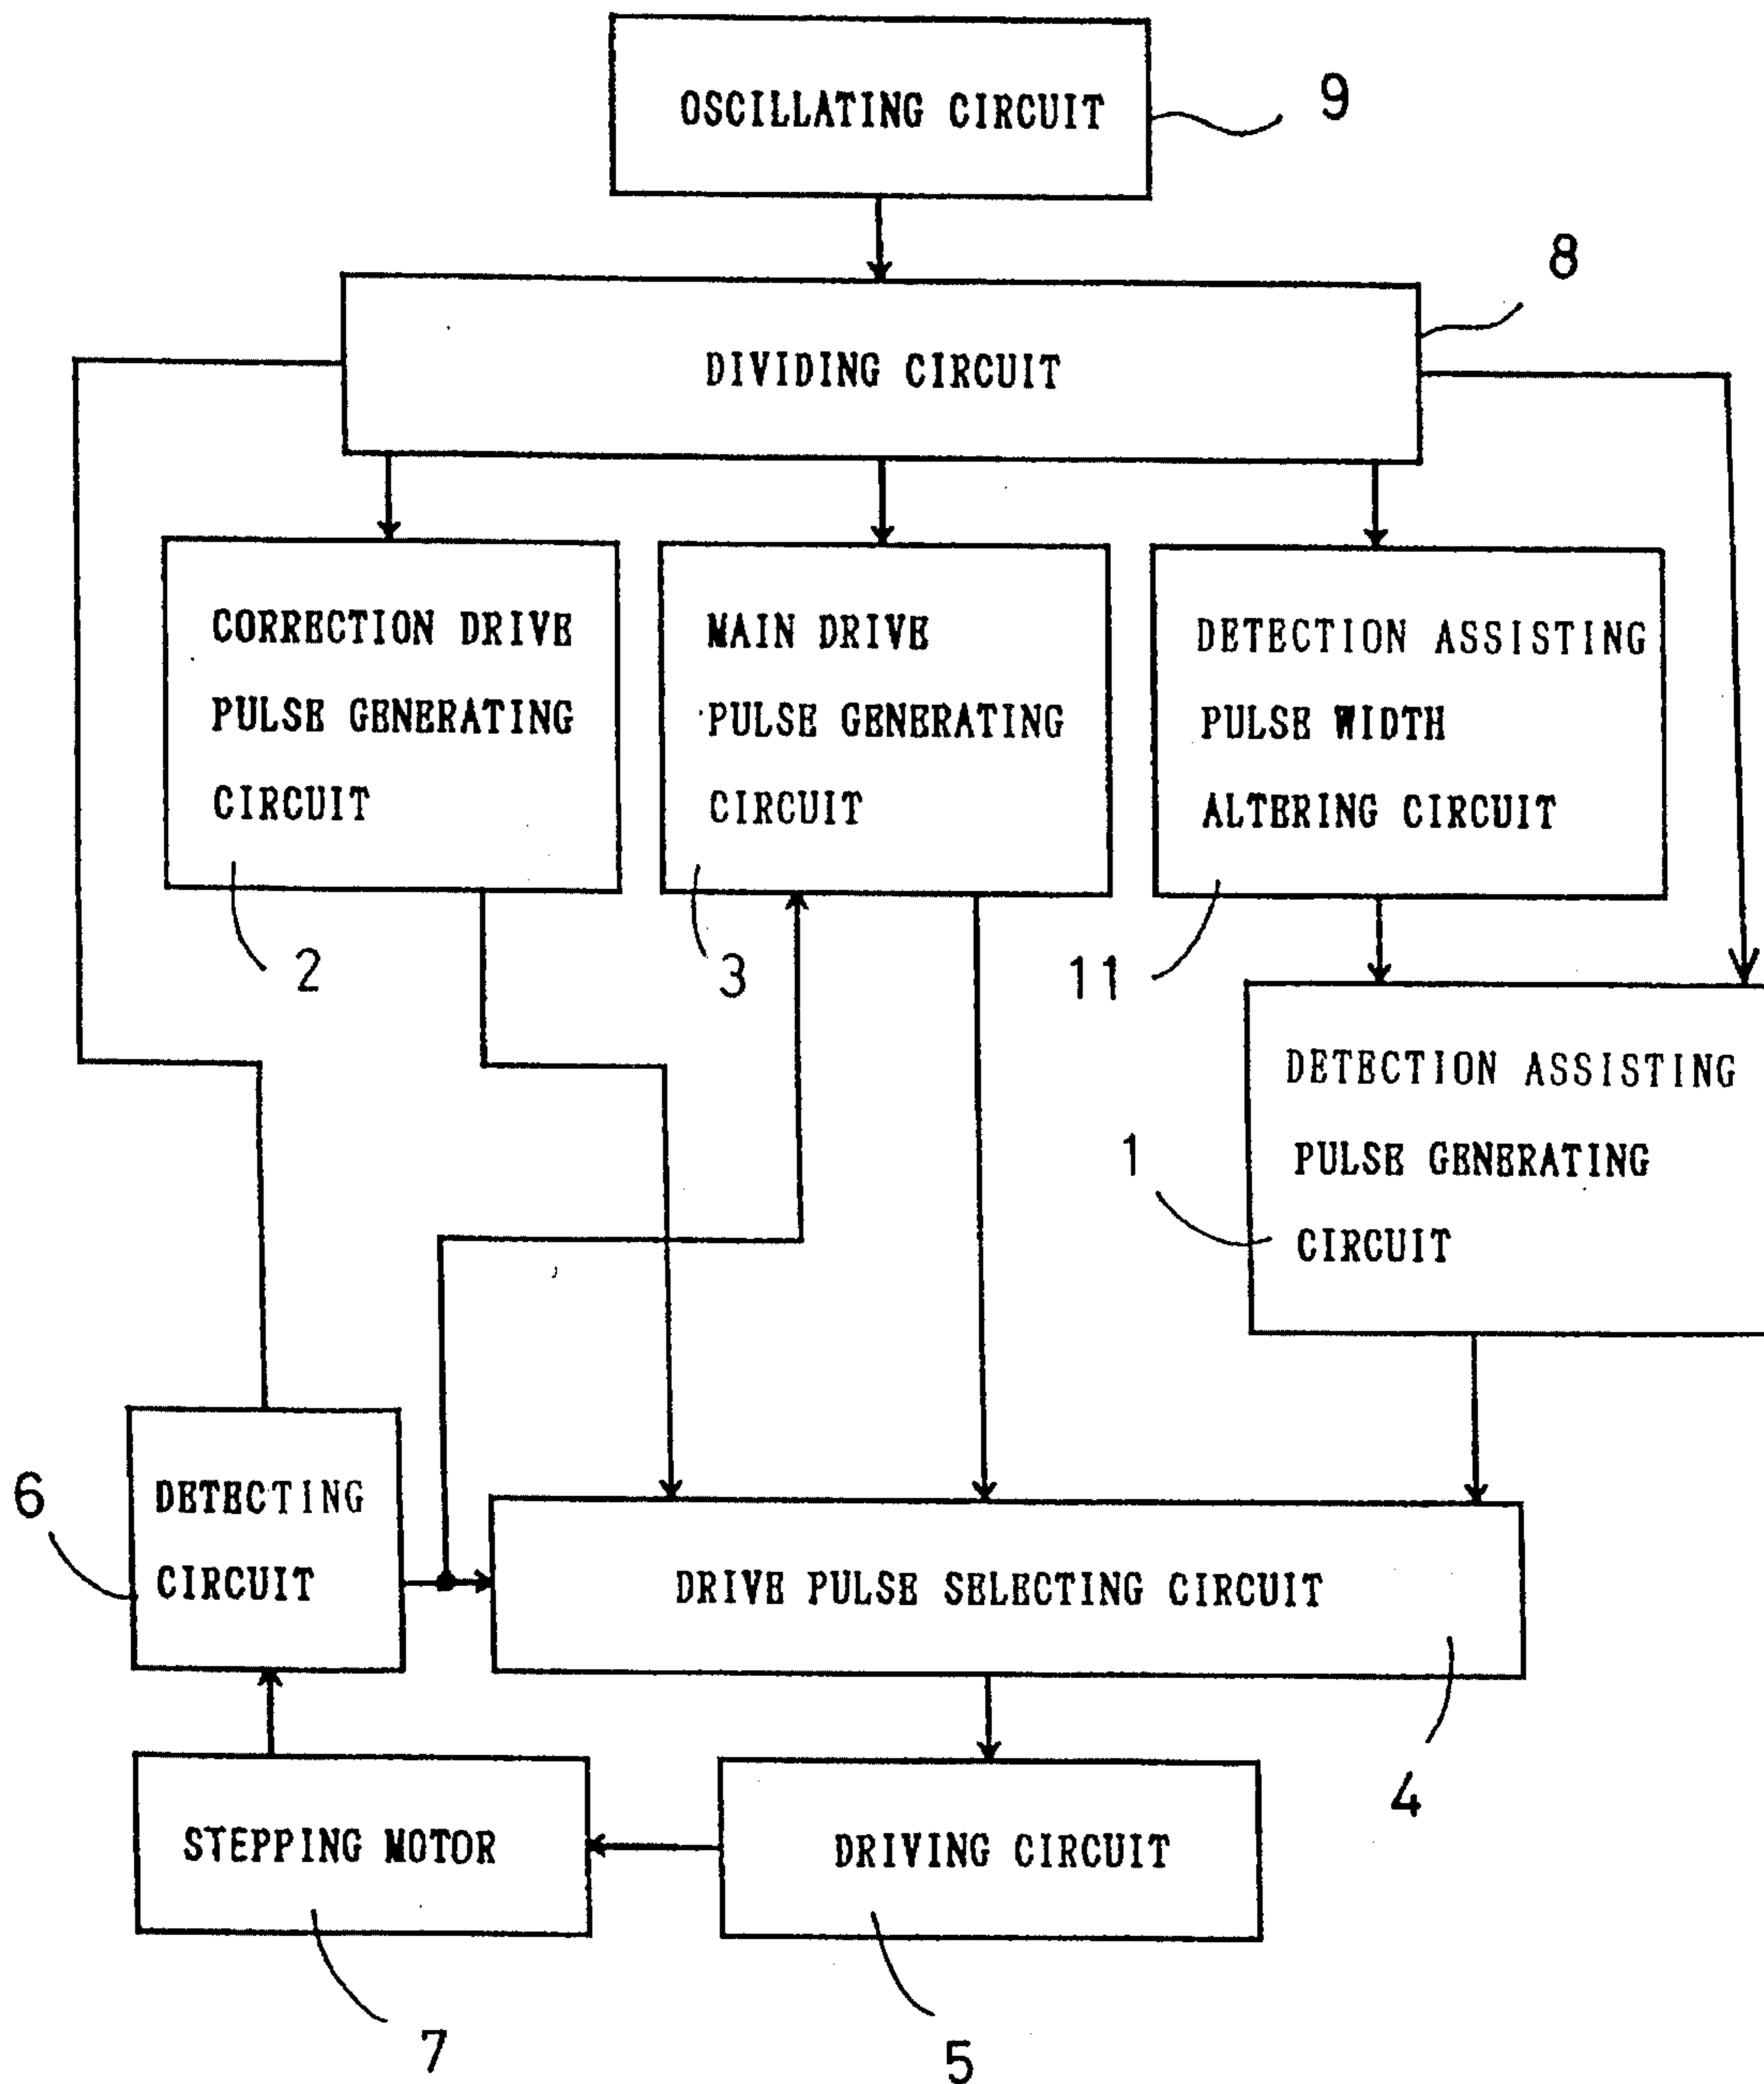 OSCILLATING CIRCUIT
9
8
DIVIDING CIRCUIT
CORRECTION DRIVE
PULSE GENERATING
CIRCUIT
2
MAIN DRIVE
PULSE GENERATING
CIRCUIT
3
DETECTION ASSISTING
PULSE WIDTH
ALTERING CIRCUIT
11
DETECTION ASSISTING
PULSE GENERATING
CIRCUIT
1
DETECTING
CIRCUIT
6
DRIVE PULSE SELECTING CIRCUIT
4
STEPPING MOTOR
7
DRIVING CIRCUIT
5